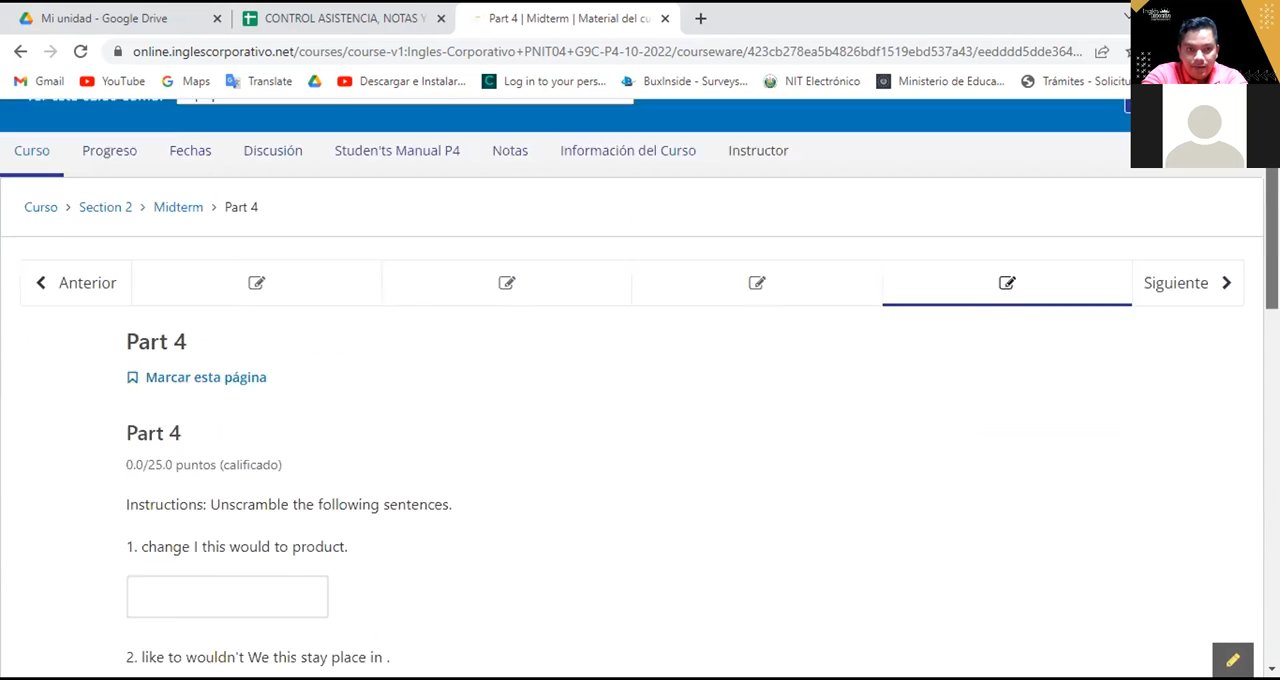 Mi unidad - Google Drive
CONTROL ASISTENCIA, NOTAS Y
Part 4 | Midterm | Material del cu
online.inglescorporativo.net/courses/course-v1:Ingles-Corporativo+PNIT04+G9C-P4-10-2022/courseware/423cb278ea5b4826bdf1519ebd537a43/eedddd5dde364...
Gmail YouTube Maps Translate Descargar e Instalar... Log in to your pers... BuxInside - Surveys... NIT Electrónico Ministerio de Educa... Trámites - Solicitu
Inglés
Curso Progreso Fechas Discusión Studen'ts Manual P4 Notas Información del Curso Instructor
Curso > Section 2 > Midterm > Part 4
Anterior Siguiente
Part 4
Marcar esta página
Part 4
0.0/25.0 puntos (calificado)
Instructions: Unscramble the following sentences.
1. change I this would to product.
2. like to wouldn't We this stay place in .